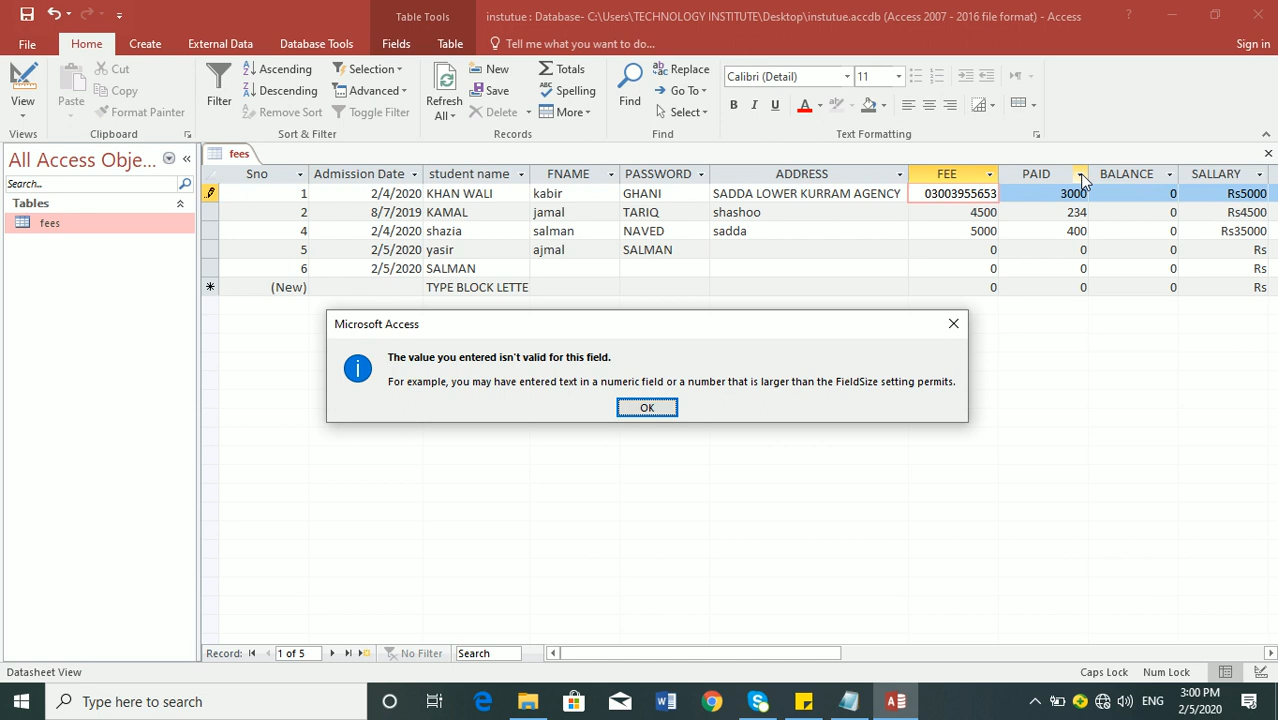 Table Tools
instutue : Database- C:\Users\TECHNOLOGY INSTITUTE\Desktop\instutue.accdb (Access 2007 - 2016 file format) - Access
?
File Home Create External Data Database Tools Fields Table Tell me what you want to do... Sign in
View
Views
Paste
Cut
Copy
Format Painter
Clipboard
Filter
Ascending
Descending
Remove Sort
Selection
Advanced
Toggle Filter
Sort & Filter
Refresh
All
New
Save
Delete
Totals
Spelling
More
Records
Find
Replace
Go To
Select
Find
Calibri (Detail) 11
B I U A
Text Formatting
All Access Obje...
Search...
Tables
fees
fees
Sno Admission Date student name FNAME PASSWORD ADDRESS FEE PAID BALANCE SALLARY
1 2/4/2020 KHAN WALI kabir GHANI SADDA LOWER KURRAM AGENCY 03003955653 3000 0 Rs5000
2 8/7/2019 KAMAL jamal TARIQ shashoo 4500 234 0 Rs4500
4 2/4/2020 shazia salman NAVED sadda 5000 400 0 Rs35000
5 2/5/2020 yasir ajmal SALMAN 0 0 0 Rs
6 2/5/2020 SALMAN 0 0 0 Rs
(New) TYPE BLOCK LETTE 0 0 0 Rs
Microsoft Access
The value you entered isn't valid for this field.
For example, you may have entered text in a numeric field or a number that is larger than the FieldSize setting permits.
OK
Record: 1 of 5 No Filter Search
Datasheet View Caps Lock Num Lock
Type here to search
ENG
3:00 PM
2/5/2020